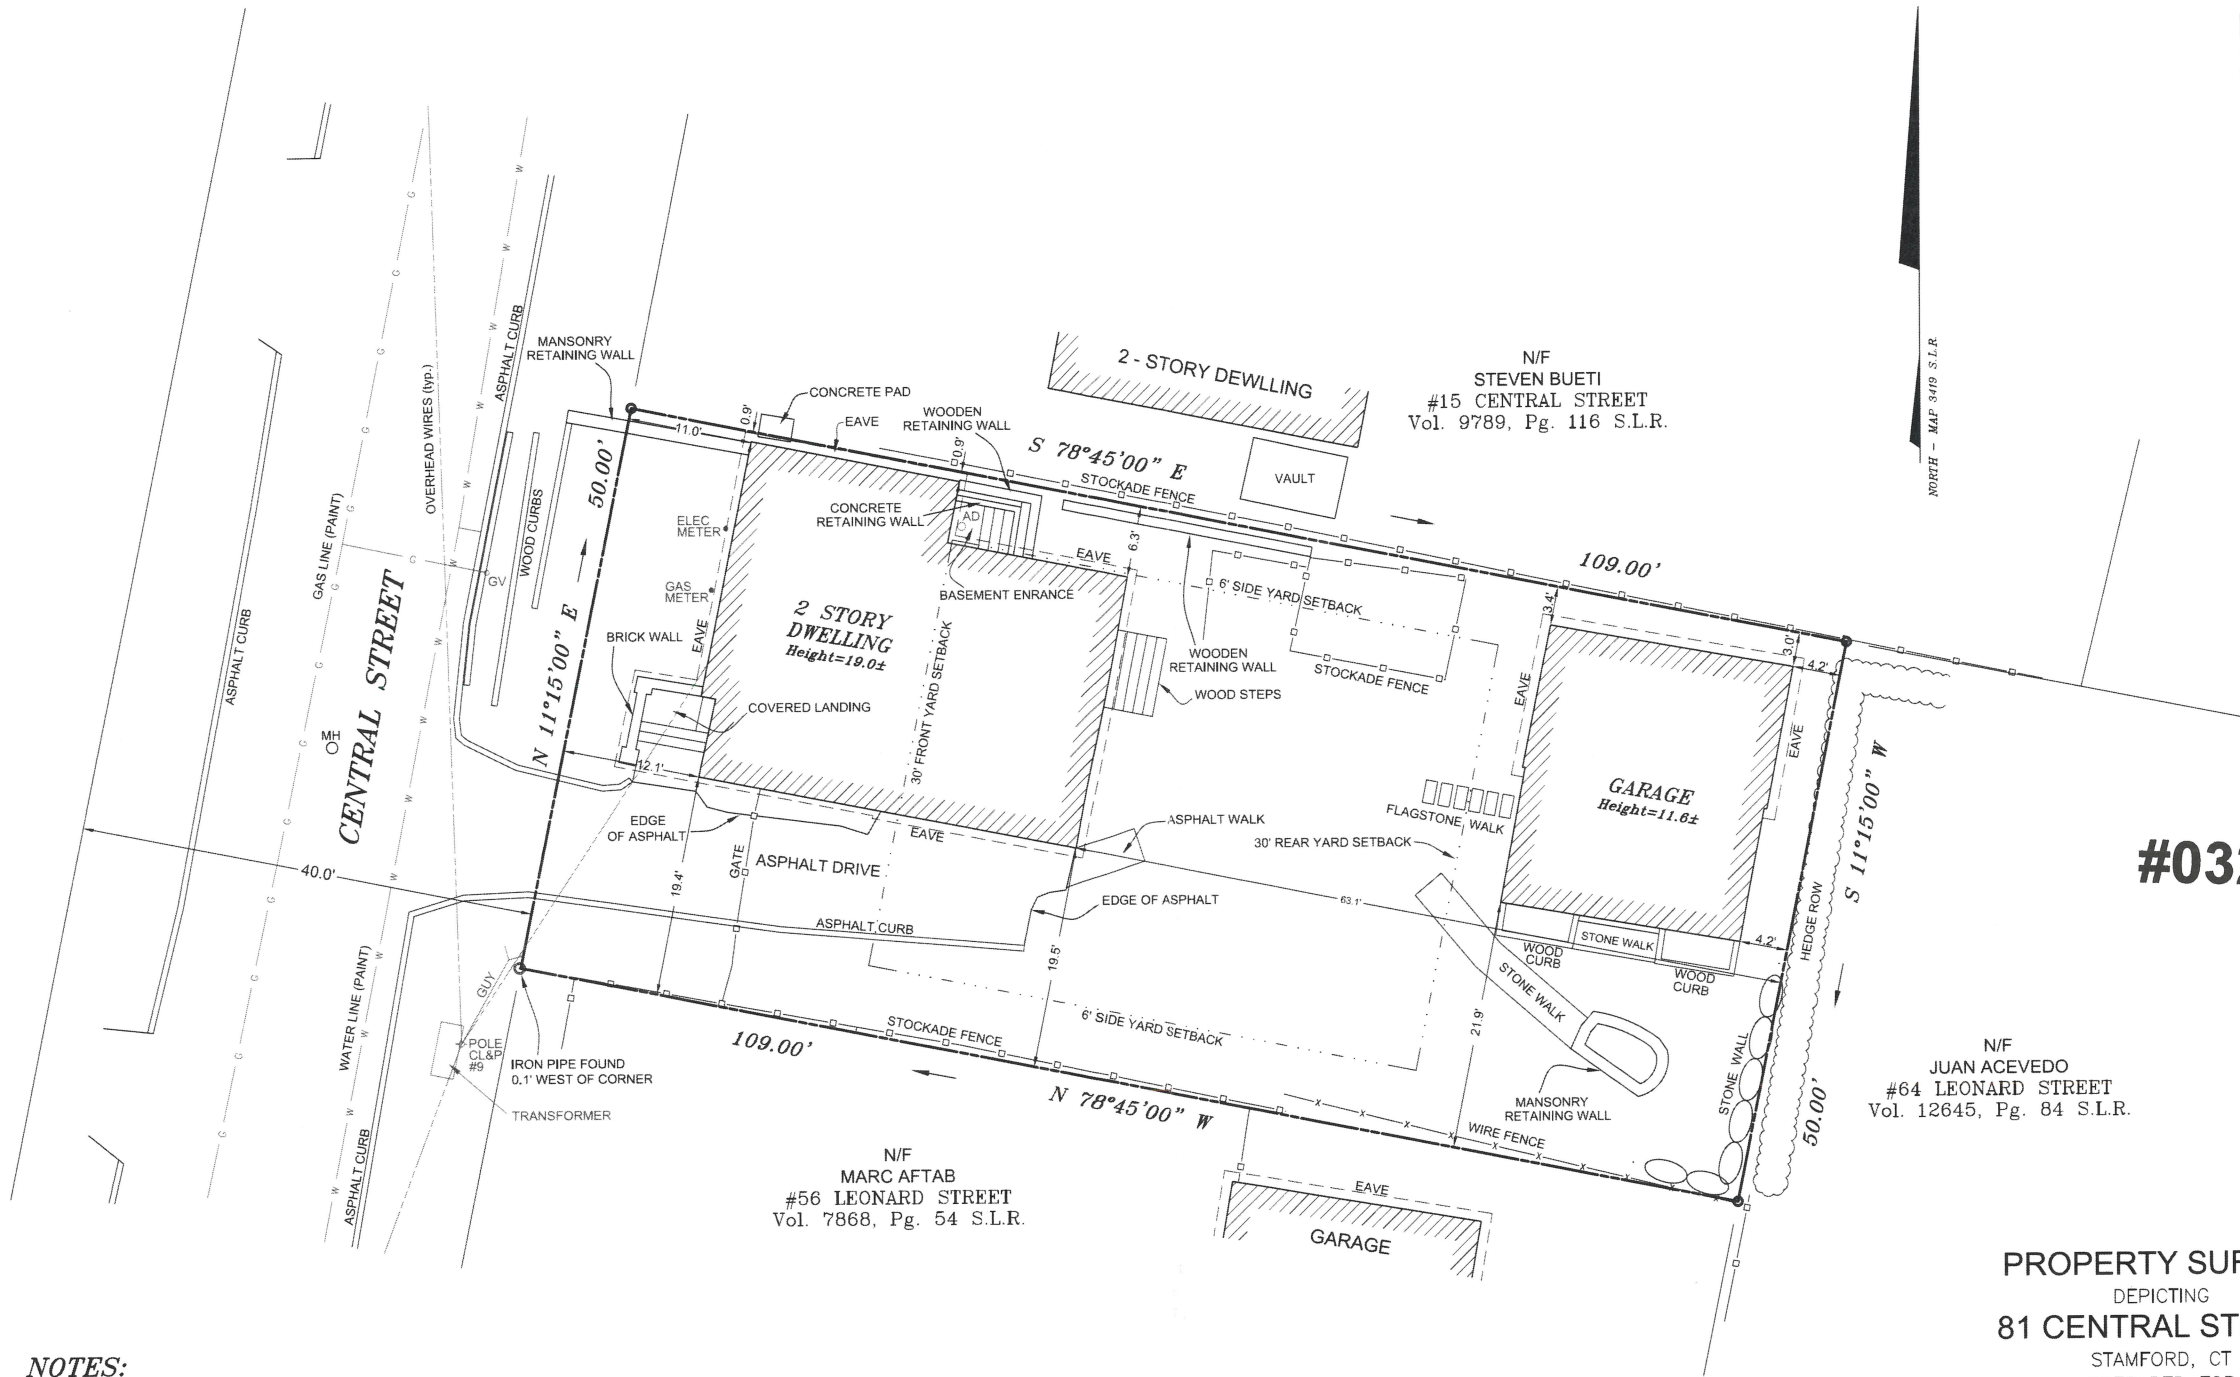 MANSONRY
RETAINING WALL
ASPHALT CURB
OVERHEAD WIRES (typ.)
GAS LINE (PAINT)
WOOD CURBS
ASPHALT CURB
CENTRAL STREET
MH
GV
40.0'
WATER LINE (PAINT)
ASPHALT CURB
GUY
POLE
CL&P
#9
TRANSFORMER
IRON PIPE FOUND
0.1' WEST OF CORNER
N 11°15'00" E
50.00'
11.0'
0.9'
CONCRETE PAD
EAVE
WOODEN
RETAINING WALL
0.9'
S 78°45'00" E
STOCKADE FENCE
109.00'
2 - STORY DEWLLING
VAULT
N/F
STEVEN BUETI
#15 CENTRAL STREET
Vol. 9789, Pg. 116 S.L.R.
NORTH - MAP 3419 S.L.R.
ELEC
METER
GAS
METER
EAVE
BRICK WALL
COVERED LANDING
12.1'
CONCRETE
RETAINING WALL
AD
BASEMENT ENRANCE
EAVE
6.3'
2 STORY
DWELLING
Height=19.0±
30' FRONT YARD SETBACK
6' SIDE YARD SETBACK
WOODEN
RETAINING WALL
STOCKADE FENCE
WOOD STEPS
3.4'
3.0'
4.2'
EAVE
EAVE
GARAGE
Height=11.6±
FLAGSTONE WALK
30' REAR YARD SETBACK
ASPHALT WALK
EDGE
OF ASPHALT
EAVE
GATE
ASPHALT DRIVE
19.4'
EDGE OF ASPHALT
ASPHALT CURB
63.1'
19.5'
STONE WALK
WOOD
CURB
WOOD
CURB
4.2'
STONE WALK
21.9'
HEDGE ROW
S 11°15'00" W
50.00'
STONE WALL
MANSONRY
RETAINING WALL
WIRE FENCE
6' SIDE YARD SETBACK
STOCKADE FENCE
109.00'
N 78°45'00" W
N/F
MARC AFTAB
#56 LEONARD STREET
Vol. 7868, Pg. 54 S.L.R.
EAVE
GARAGE
N/F
JUAN ACEVEDO
#64 LEONARD STREET
Vol. 12645, Pg. 84 S.L.R.
PROPERTY
DEPICTING
81 CENTRAL
STAMFORD, CT
NOTES: